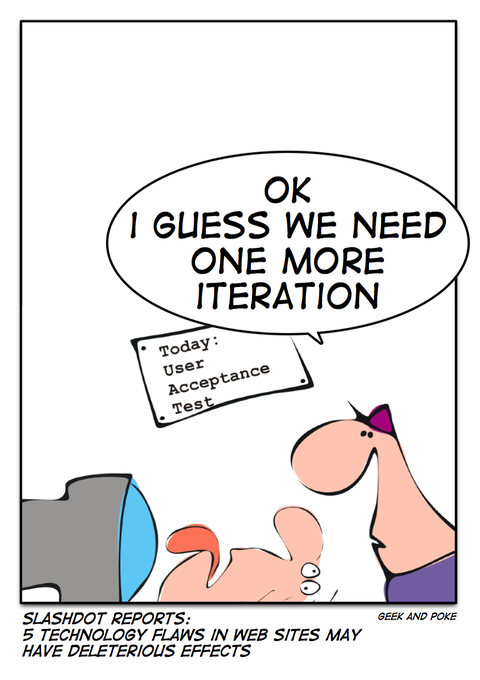 OK
I GUESS WE NEED
ONE MORE
ITERATION
Today:
User
Acceptance
Test
SLASHDOT REPORTS:
5 TECHNOLOGY FLAWS IN WEB SITES MAY
HAVE DELETERIOUS EFFECTS
GEEK AND POKE